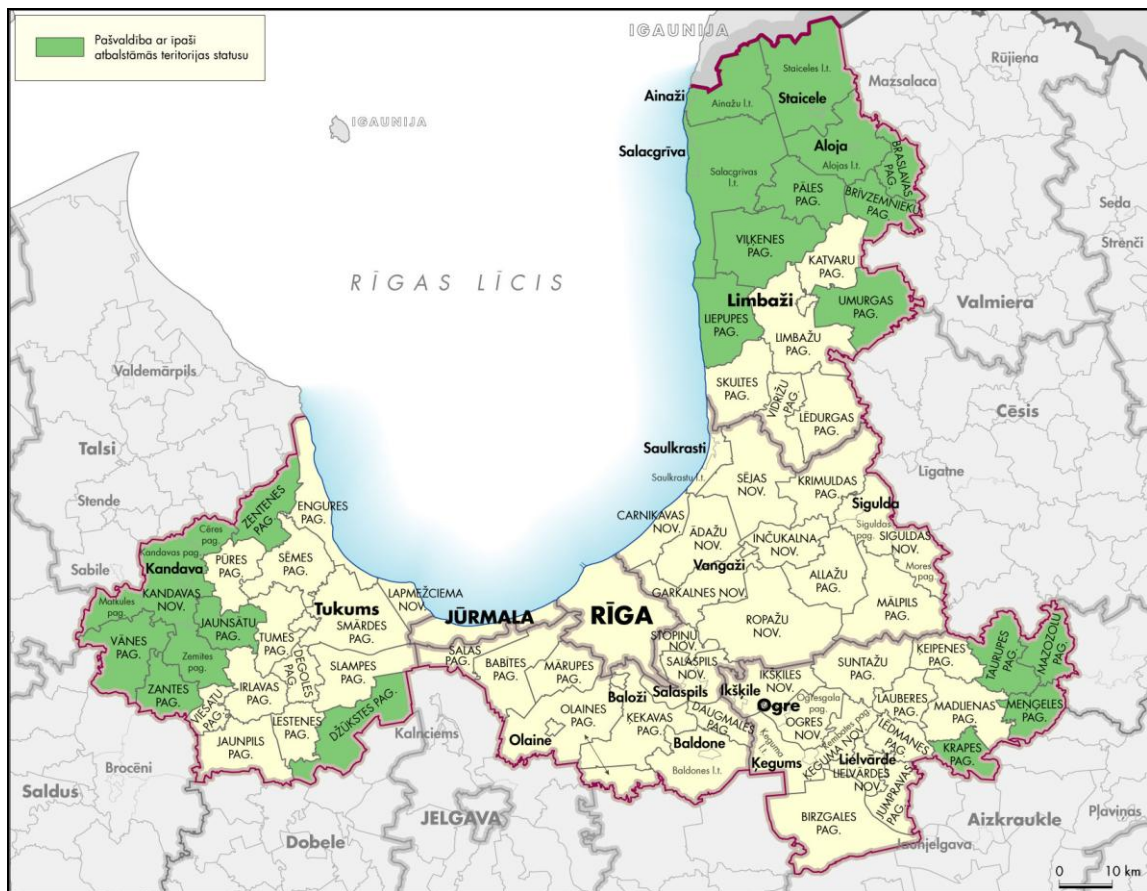 Pašvaldība ar īpaši
atbalstāmās teritorijas statusu
IGAUNIJA
IGAUNIJA
RĪGAS LĪCIS
Rūjiena
Mazsalaca
Seda
Strenči
Valmiera
Cēsis
Līgatne
Ainaži
Ainažu l.t.
Staiceles l.t.
Staicele
Salacgrīva
Salacgrīvas
l.t.
Aloja
Alojas l.t.
BRASLAVAS
PAG.
BRĪVZEMNIEKU
PAG.
PĀLES
PAG.
VIĻĶENES
PAG.
KATVARU
PAG.
Limbaži
UMURGAS
PAG.
LIEPUPES
PAG.
LIMBAŽU
PAG.
SKULTES
PAG.
VIDRIŽU
PAG.
LĒDURGAS
PAG.
Valdemārpils
Talsi
Stende
Sabile
Saulkrasti
Saulkrastu l.t.
SĒJAS
NOV.
KRIMULDAS
PAG.
Sigulda
Siguldas
pag.
SIGULDAS
NOV.
Mores
pag.
CARNIKAVAS
NOV.
ĀDAŽU
NOV.
INČUKALNA
NOV.
Vangaži
GARKALNES NOV.
ALLAŽU
PAG.
MĀLPILS
PAG.
ROPAŽU
NOV.
ZENTENES
PAG.
ENGURES
PAG.
Cēres
pag.
Kandavas pag.
Kandava
KANDAVAS
NOV.
PŪRES
PAG.
SĒMES
PAG.
Matkules
pag.
VĀNES
PAG.
JAUNSĀTU
PAG.
Zemītes
pag.
ZANTES
PAG.
Tukums
SMĀRDES
PAG.
LAPMEŽCIEMA
NOV.
TUMES
PAG.
DEGOLES
PAG.
SLAMPES
PAG.
VIESATU
PAG.
IRLAVAS
PAG.
LESTENES
PAG.
DŽŪKSTES PAG.
JAUNPILS
PAG.
JŪRMALA
RĪGA
SALAS
PAG.
BABĪTES
PAG.
MĀRUPES
PAG.
STOPIŅU
NOV.
SALASPILS
NOV.
Salaspils
Baloži
OLAINES
PAG.
Olaine
ĶEKAVAS
PAG.
DAUGMALES
PAG.
Baldone
Baldones l.t.
IKŠĶILES
NOV.
Ikšķile
Ogre
Ogresgala
pag.
OGRES
NOV.
Ķeguma
l.t.
Ķegums
Rembates pag.
ĶEGUMA NOV.
SUNTAŽU
PAG.
ĶEIPENES
PAG.
LAUBERES
PAG.
MADLIENAS
PAG.
LĒDMANES
PAG.
Lielvārde
LIELVĀRDES
NOV.
JUMPRAVAS
PAG.
BIRZGALES
PAG.
TAURUPES
PAG.
MAZOZOLU
PAG.
MEŅĢELES
PAG.
KRAPES
PAG.
Kalnciems
Brocēni
Saldus
Dobele
JELGAVA
Aizkraukle
Jaunjelgava
Pļaviņas
0 10 km